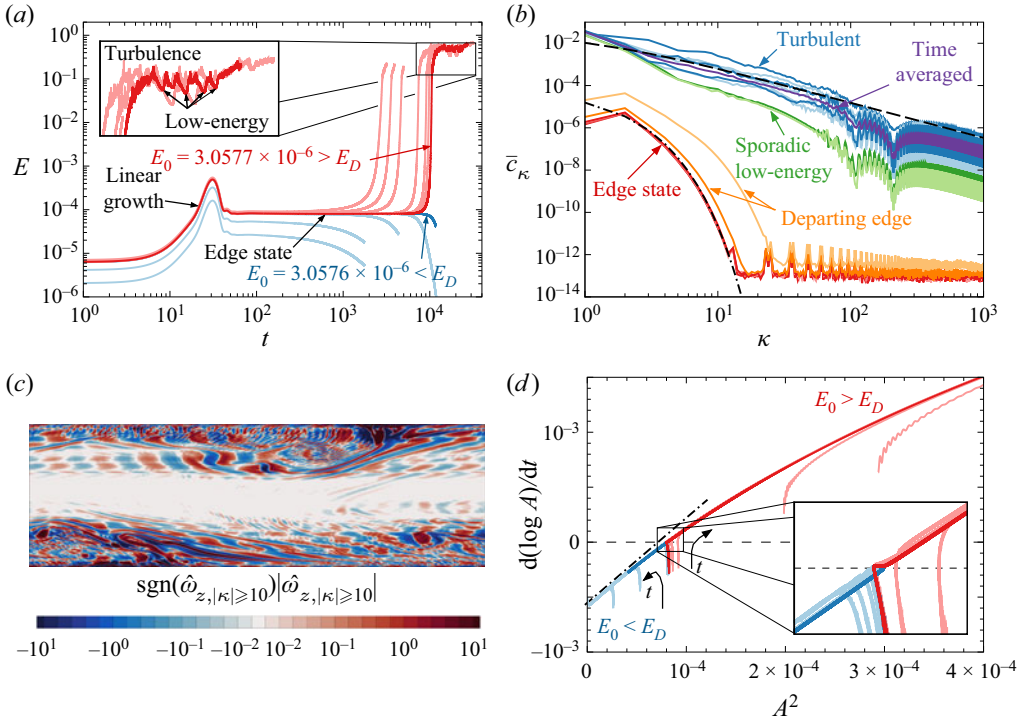 (a)
10^0
10^-1
10^-2
10^-3
10^-4
10^-5
10^-6
E
Turbulence
Low-energy
E_0 = 3.0577 × 10^-6 > E_D
Linear
growth
Edge state
E_0 = 3.0576 × 10^-6 < E_D
10^0
10^1
10^2
10^3
10^4
t
(b)
10^-2
10^-4
10^-6
10^-8
10^-10
10^-12
10^-14
c̄_κ
Turbulent
Time
averaged
Sporadic
low-energy
Edge state
Departing edge
10^0
10^1
10^2
10^3
κ
(c)
sgn(ω̂_{z,|κ|⩾10})|ω̂_{z,|κ|⩾10}|
−10^1
−10^0
−10^-1
−10^-2
10^-2
10^-1
10^0
10^1
(d)
10^-3
0
−10^-3
d(log A)/dt
E_0 > E_D
t
t
E_0 < E_D
0
10^-4
2 × 10^-4
3 × 10^-4
4 × 10^-4
A^2